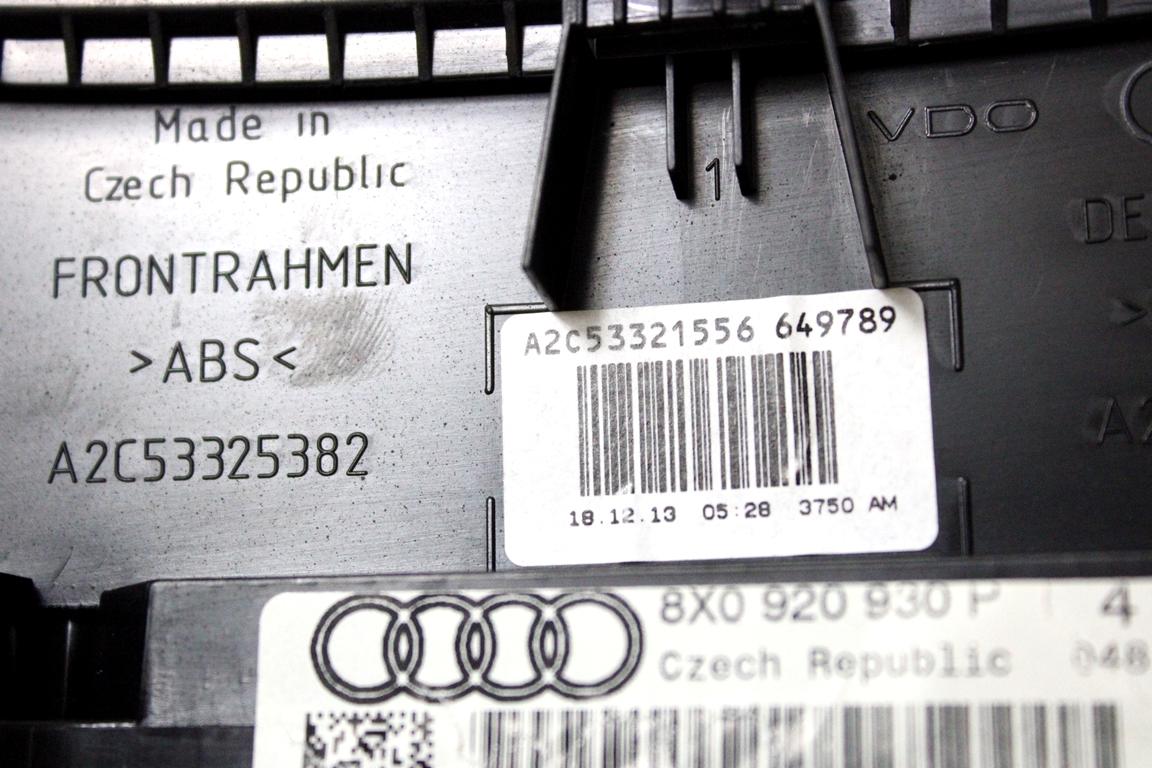 Made in
Czech Republic
FRONTRAHMEN
>ABS<
A2C53325382
1
VDO
A2C53321556 649789
18.12.13 05:28 3750 AM
8X0 920 930 P 4
Czech Republic